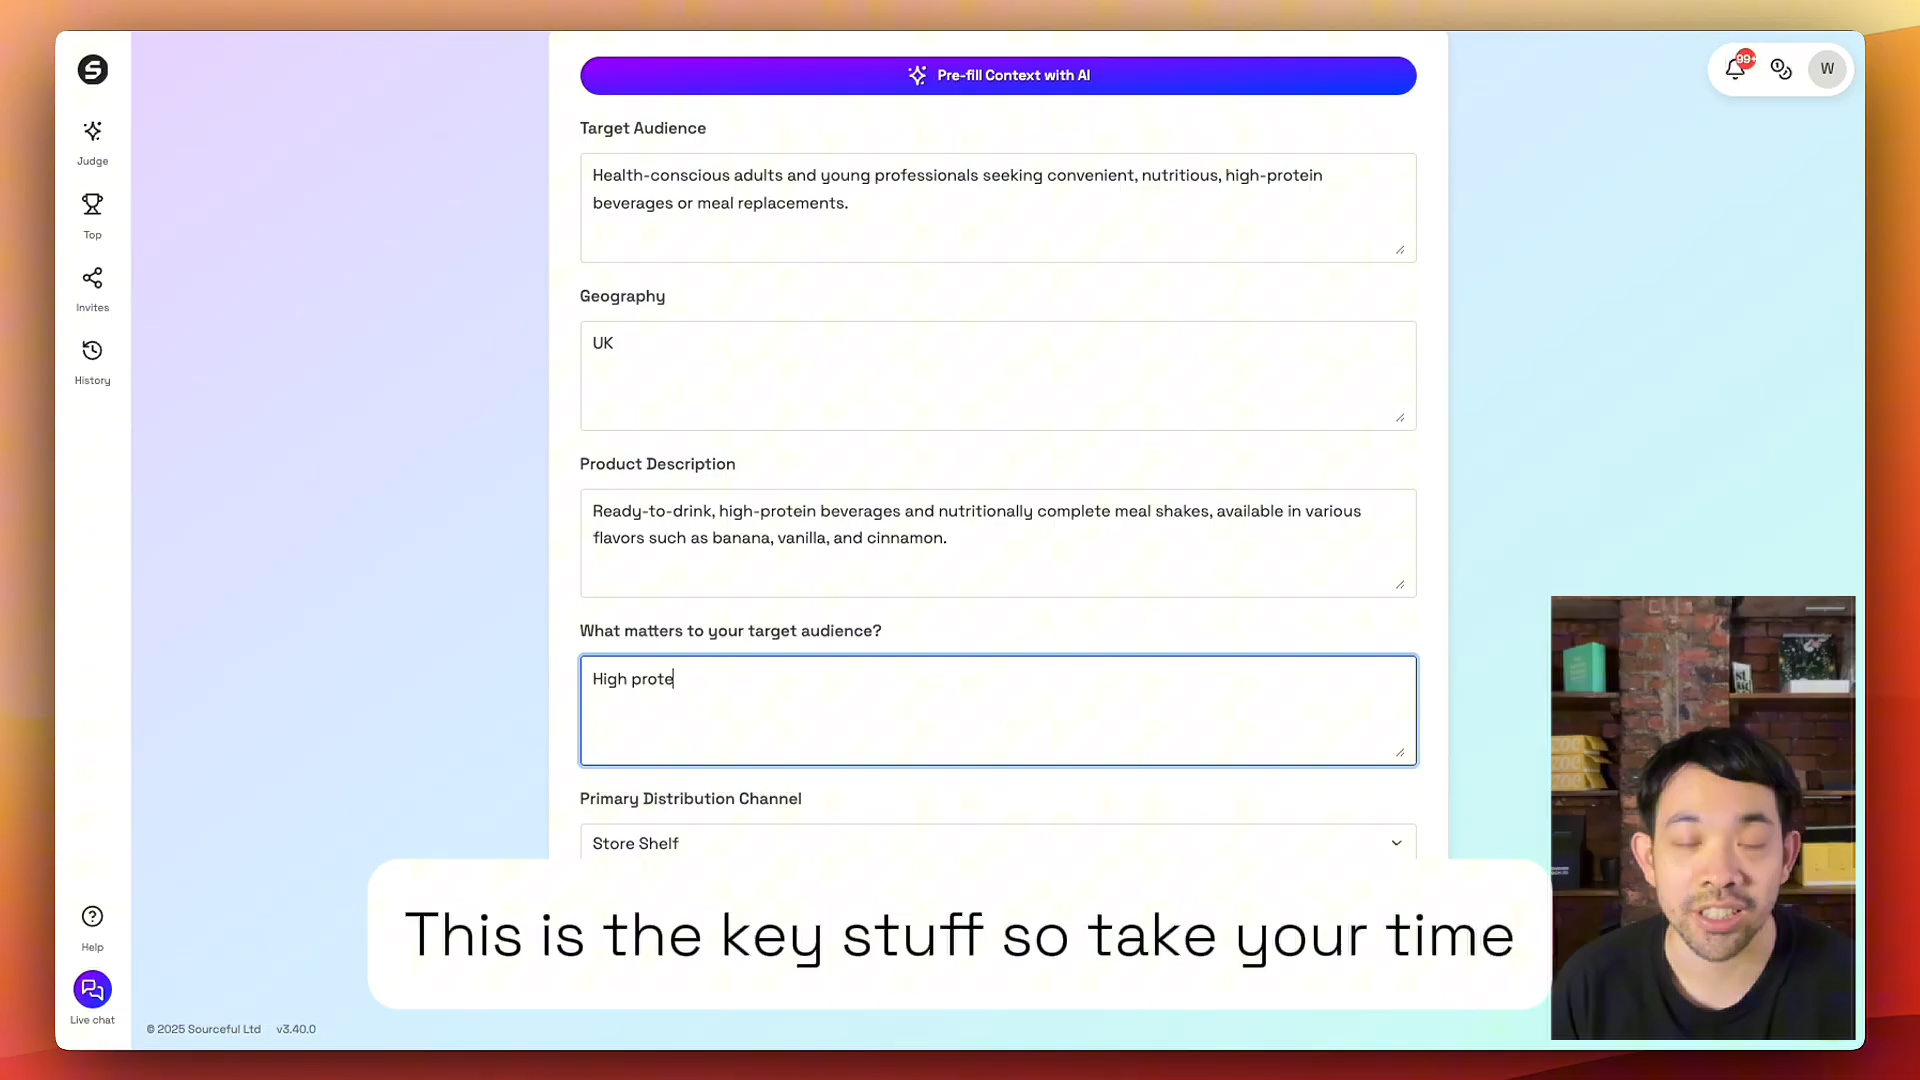 Pre-fill Context with AI
99+
W
Judge
Top
Invites
History
Target Audience
Health-conscious adults and young professionals seeking convenient, nutritious, high-protein
beverages or meal replacements.
Geography
UK
Product Description
Ready-to-drink, high-protein beverages and nutritionally complete meal shakes, available in various
flavors such as banana, vanilla, and cinnamon.
What matters to your target audience?
High prote
Primary Distribution Channel
Store Shelf
This is the key stuff so take your time
Help
Live chat
© 2025 Sourceful Ltd v3.40.0
zoe
zoe
zoe